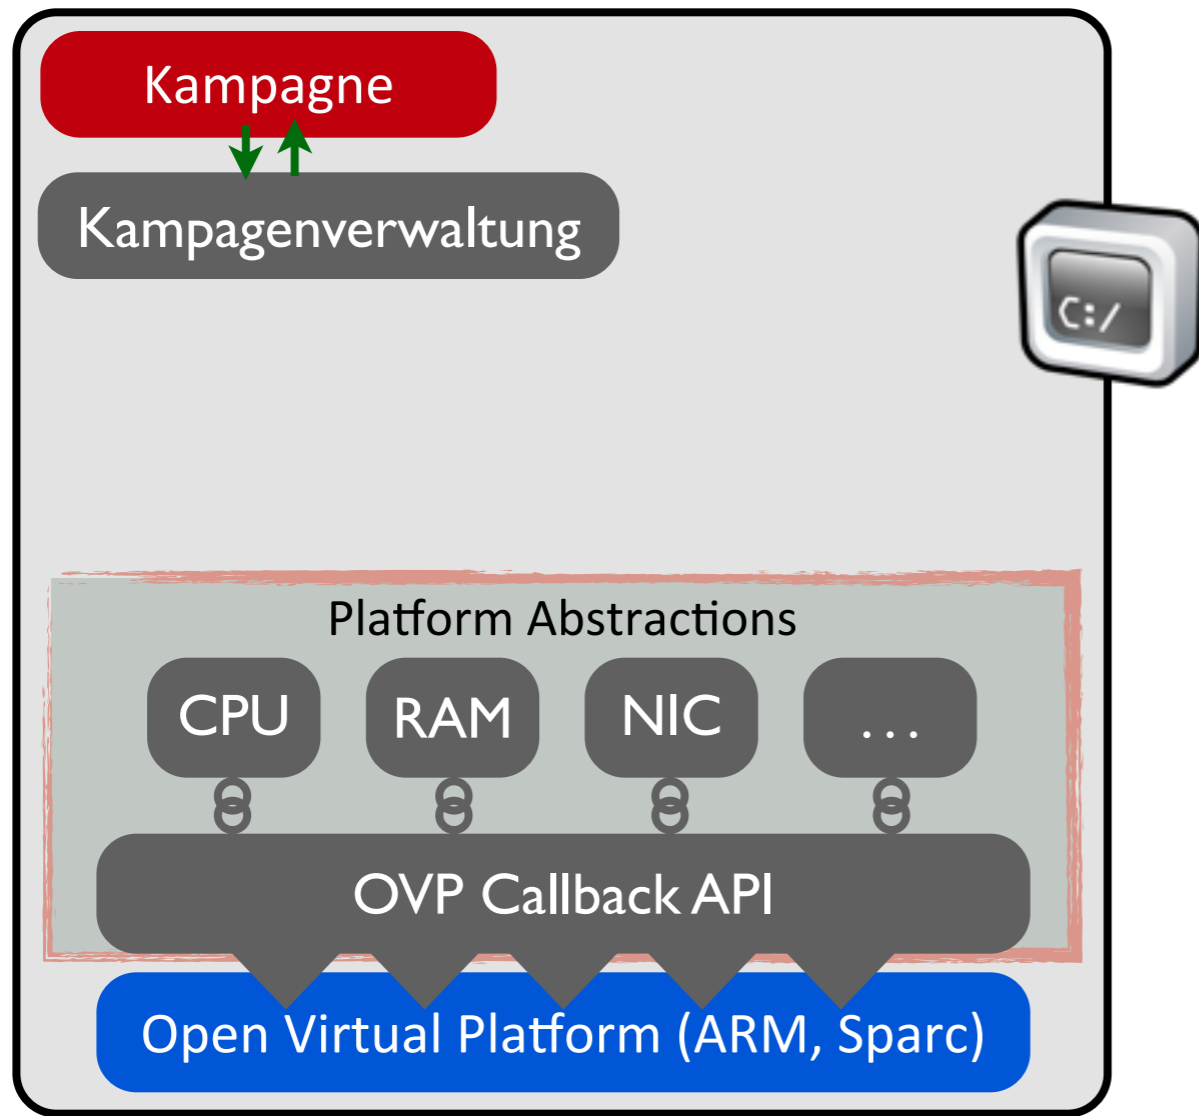 Kampagne
Kampagenverwaltung
C:/
Platform Abstractions
CPU
RAM
NIC
...
OVP Callback API
Open Virtual Platform (ARM, Sparc)